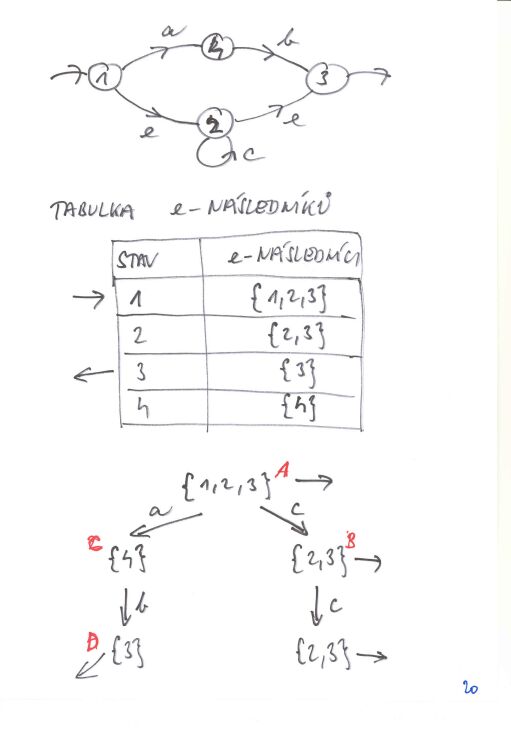 a
b
1
4
3
e
2
e
c
TABULKA e-NÁSLEDNÍKŮ
STAV e-NÁSLEDNÍCI
1 {1,2,3}
2 {2,3}
3 {3}
4 {4}
{1,2,3} A
a c
C {4} {2,3} B
b c
D {3} {2,3}
20